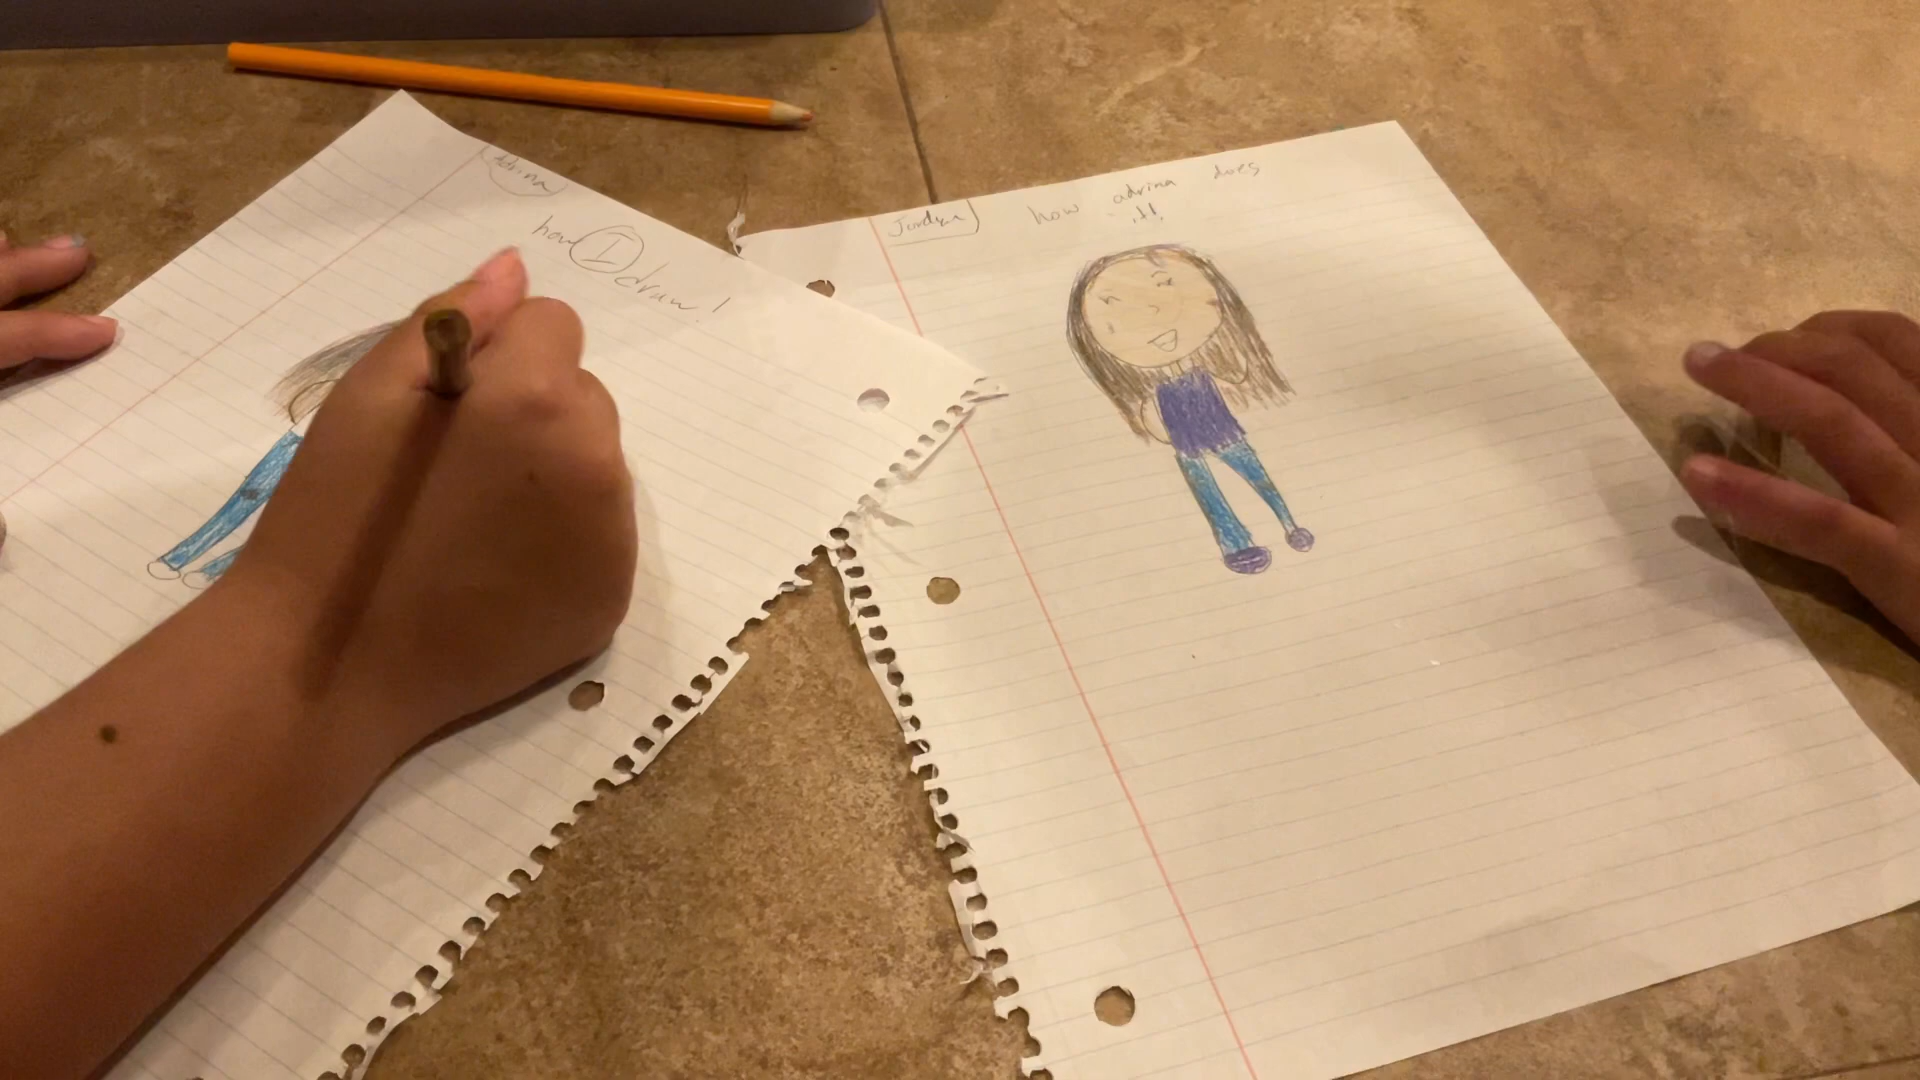 adrina
how I draw!
Jordyn
how adrina does
it!